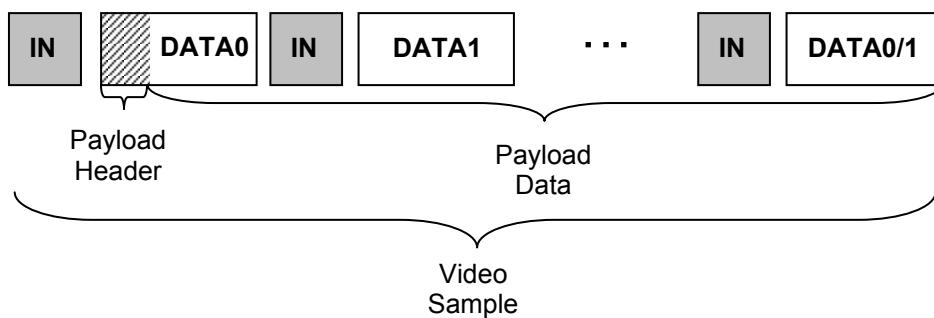 IN DATA0 IN DATA1 ... IN DATA0/1
Payload
Header
Payload
Data
Video
Sample